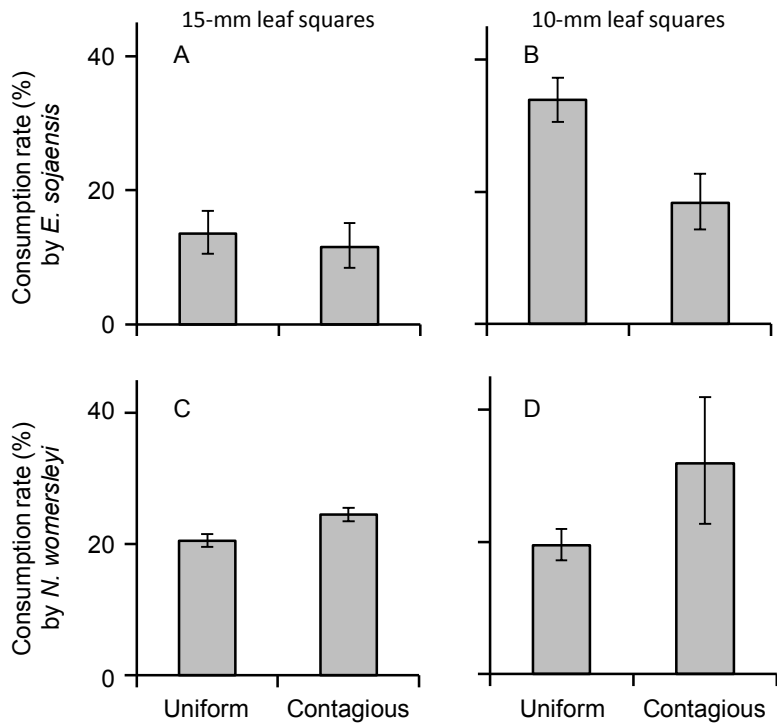 15-mm leaf squares
10-mm leaf squares
A
B
Consumption rate (%)
by E. sojaensis
40
20
0
C
D
Consumption rate (%)
by N. womersleyi
40
20
0
Uniform
Contagious
Uniform
Contagious